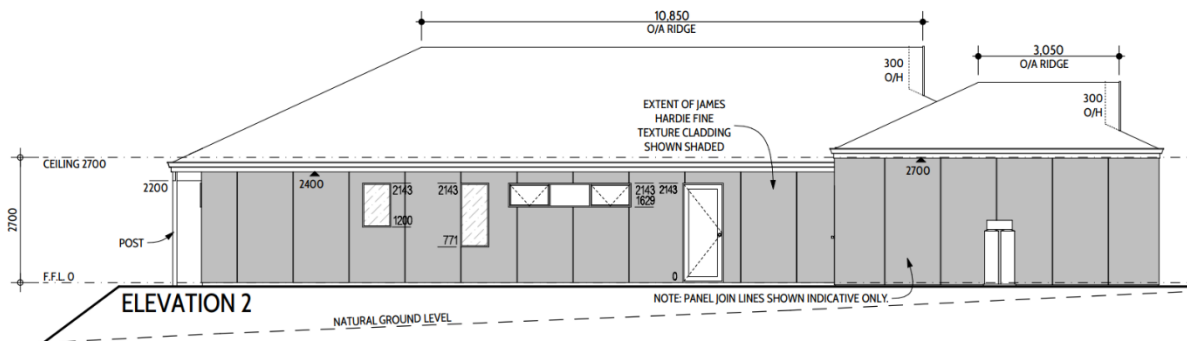 10,850
O/A RIDGE
3,050
O/A RIDGE
300
O/H
300
O/H
EXTENT OF JAMES
HARDIE FINE
TEXTURE CLADDING
SHOWN SHADED
CEILING 2700
2700
2200
2400
2143
1200
2143
771
2143 2143
1629
0
2700
POST
F.F.L. 0
ELEVATION 2
NOTE: PANEL JOIN LINES SHOWN INDICATIVE ONLY.
NATURAL GROUND LEVEL